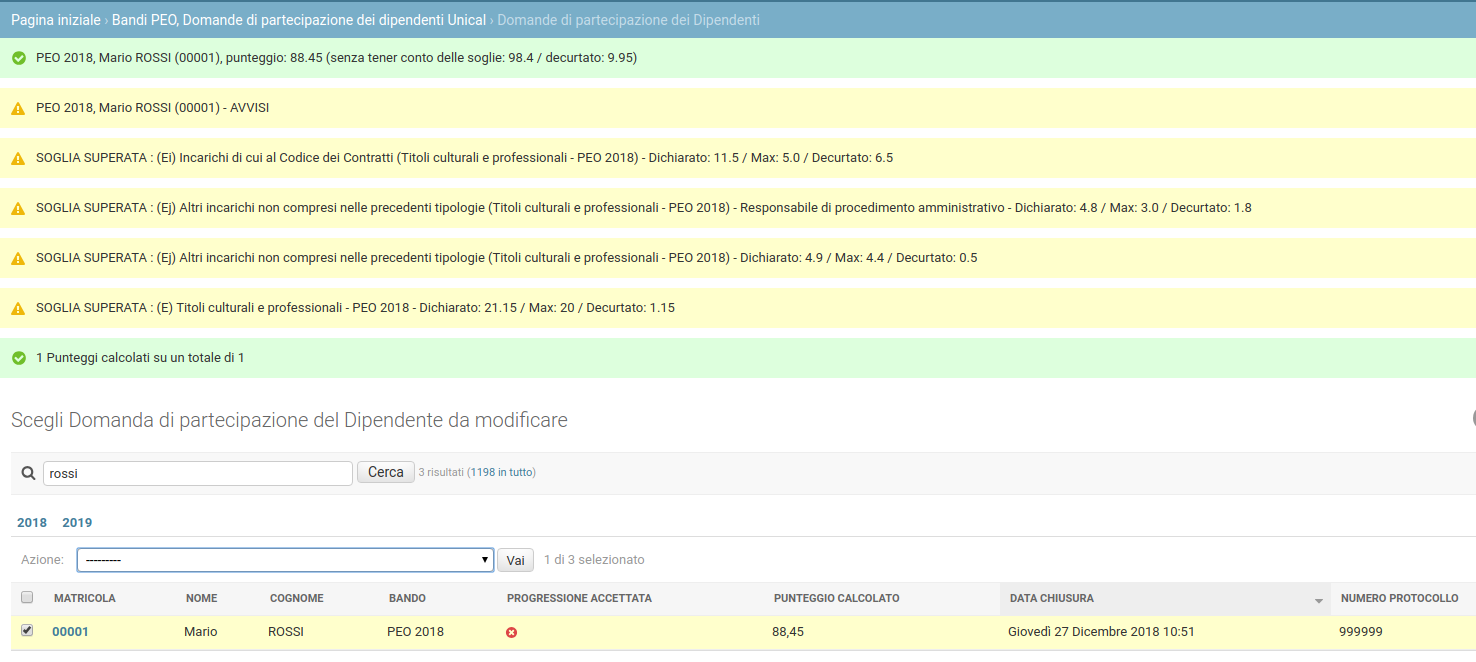 Pagina iniziale › Bandi PEO, Domande di partecipazione dei dipendenti Unical › Domande di partecipazione dei Dipendenti
PEO 2018, Mario ROSSI (00001), punteggio: 88.45 (senza tener conto delle soglie: 98.4 / decurtato: 9.95)
PEO 2018, Mario ROSSI (00001) - AVVISI
SOGLIA SUPERATA : (Ei) Incarichi di cui al Codice dei Contratti (Titoli culturali e professionali - PEO 2018) - Dichiarato: 11.5 / Max: 5.0 / Decurtato: 6.5
SOGLIA SUPERATA : (Ej) Altri incarichi non compresi nelle precedenti tipologie (Titoli culturali e professionali - PEO 2018) - Responsabile di procedimento amministrativo - Dichiarato: 4.8 / Max: 3.0 / Decurtato: 1.8
SOGLIA SUPERATA : (Ej) Altri incarichi non compresi nelle precedenti tipologie (Titoli culturali e professionali - PEO 2018) - Dichiarato: 4.9 / Max: 4.4 / Decurtato: 0.5
SOGLIA SUPERATA : (E) Titoli culturali e professionali - PEO 2018 - Dichiarato: 21.15 / Max: 20 / Decurtato: 1.15
1 Punteggi calcolati su un totale di 1
Scegli Domanda di partecipazione del Dipendente da modificare
rossi Cerca 3 risultati (1198 in tutto)
2018 2019
Azione: --------- Vai 1 di 3 selezionato
MATRICOLA NOME COGNOME BANDO PROGRESSIONE ACCETTATA PUNTEGGIO CALCOLATO DATA CHIUSURA NUMERO PROTOCOLLO
00001 Mario ROSSI PEO 2018 88,45 Giovedì 27 Dicembre 2018 10:51 999999